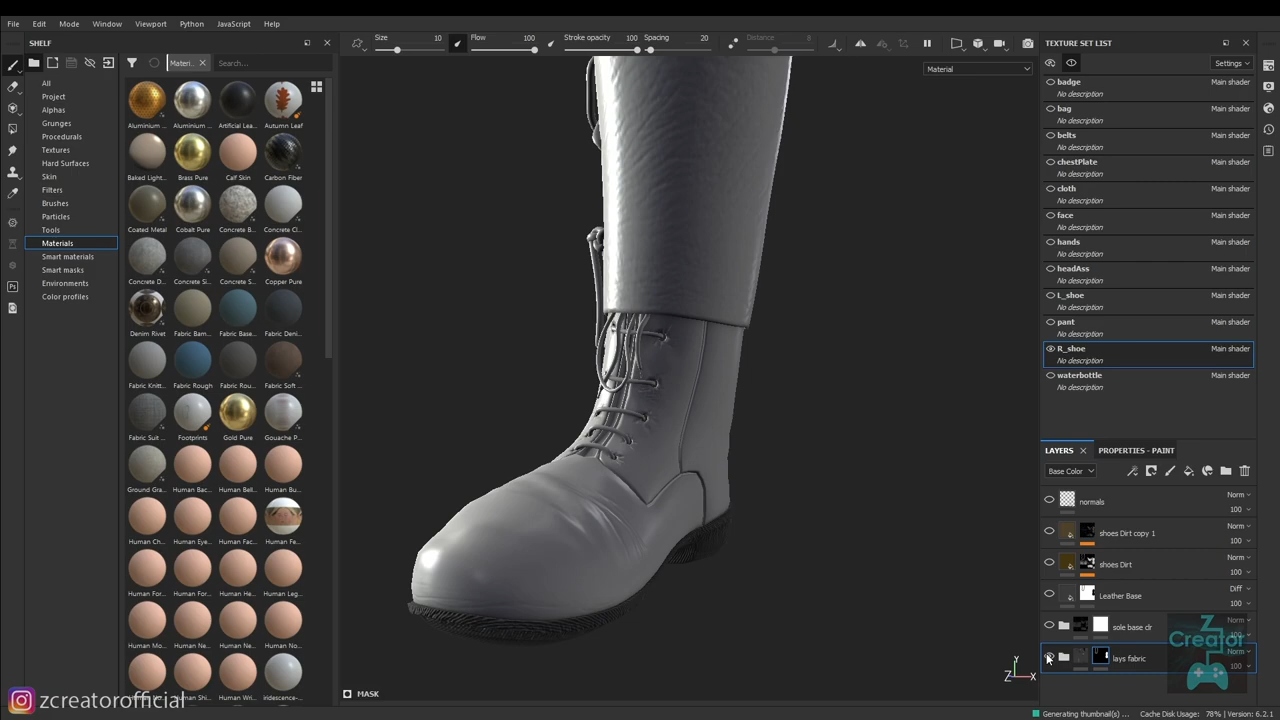 File Edit Mode Window Viewport Python JavaScript Help
SHELF
Size 10
Flow 100
Stroke opacity 100
Spacing 20
Distance 8
Materi...
Search...
All
Project
Alphas
Grunges
Procedurals
Textures
Hard Surfaces
Skin
Filters
Brushes
Particles
Tools
Materials
Smart materials
Smart masks
Environments
Color profiles
Aluminium ... Aluminium ... Artificial Lea... Autumn Leaf
Baked Light... Brass Pure Calf Skin Carbon Fiber
Coated Metal Cobalt Pure Concrete B... Concrete Cl...
Concrete D... Concrete Si... Concrete S... Copper Pure
Denim Rivet Fabric Bam... Fabric Base... Fabric Deni...
Fabric Knitt... Fabric Rough Fabric Rou... Fabric Soft ...
Fabric Suit ... Footprints Gold Pure Gouache P...
Ground Gra... Human Bac... Human Bell... Human Bu...
Human Ch... Human Eye... Human Fac... Human Fe...
Human For... Human For... Human He... Human Leg...
Human Mo... Human Ne... Human Ne... Human No...
Human Shi... Human Wri... iridescence-...
Material
Y
Z X
MASK
TEXTURE SET LIST
Settings
badge Main shader
No description
bag Main shader
No description
belts Main shader
No description
chestPlate Main shader
No description
cloth Main shader
No description
face Main shader
No description
hands Main shader
No description
headAss Main shader
No description
L_shoe Main shader
No description
pant Main shader
No description
R_shoe Main shader
No description
waterbottle Main shader
No description
LAYERS PROPERTIES - PAINT
Base Color
normals Norm 100
shoes Dirt copy 1 Norm 100
shoes Dirt Norm 100
Leather Base Diff 100
sole base clr
lays fabric Norm 100
Z
Creator
Ps
zcreatorofficial
Generating thumbnail(s) ... Cache Disk Usage: 78% | Version: 6.2.1